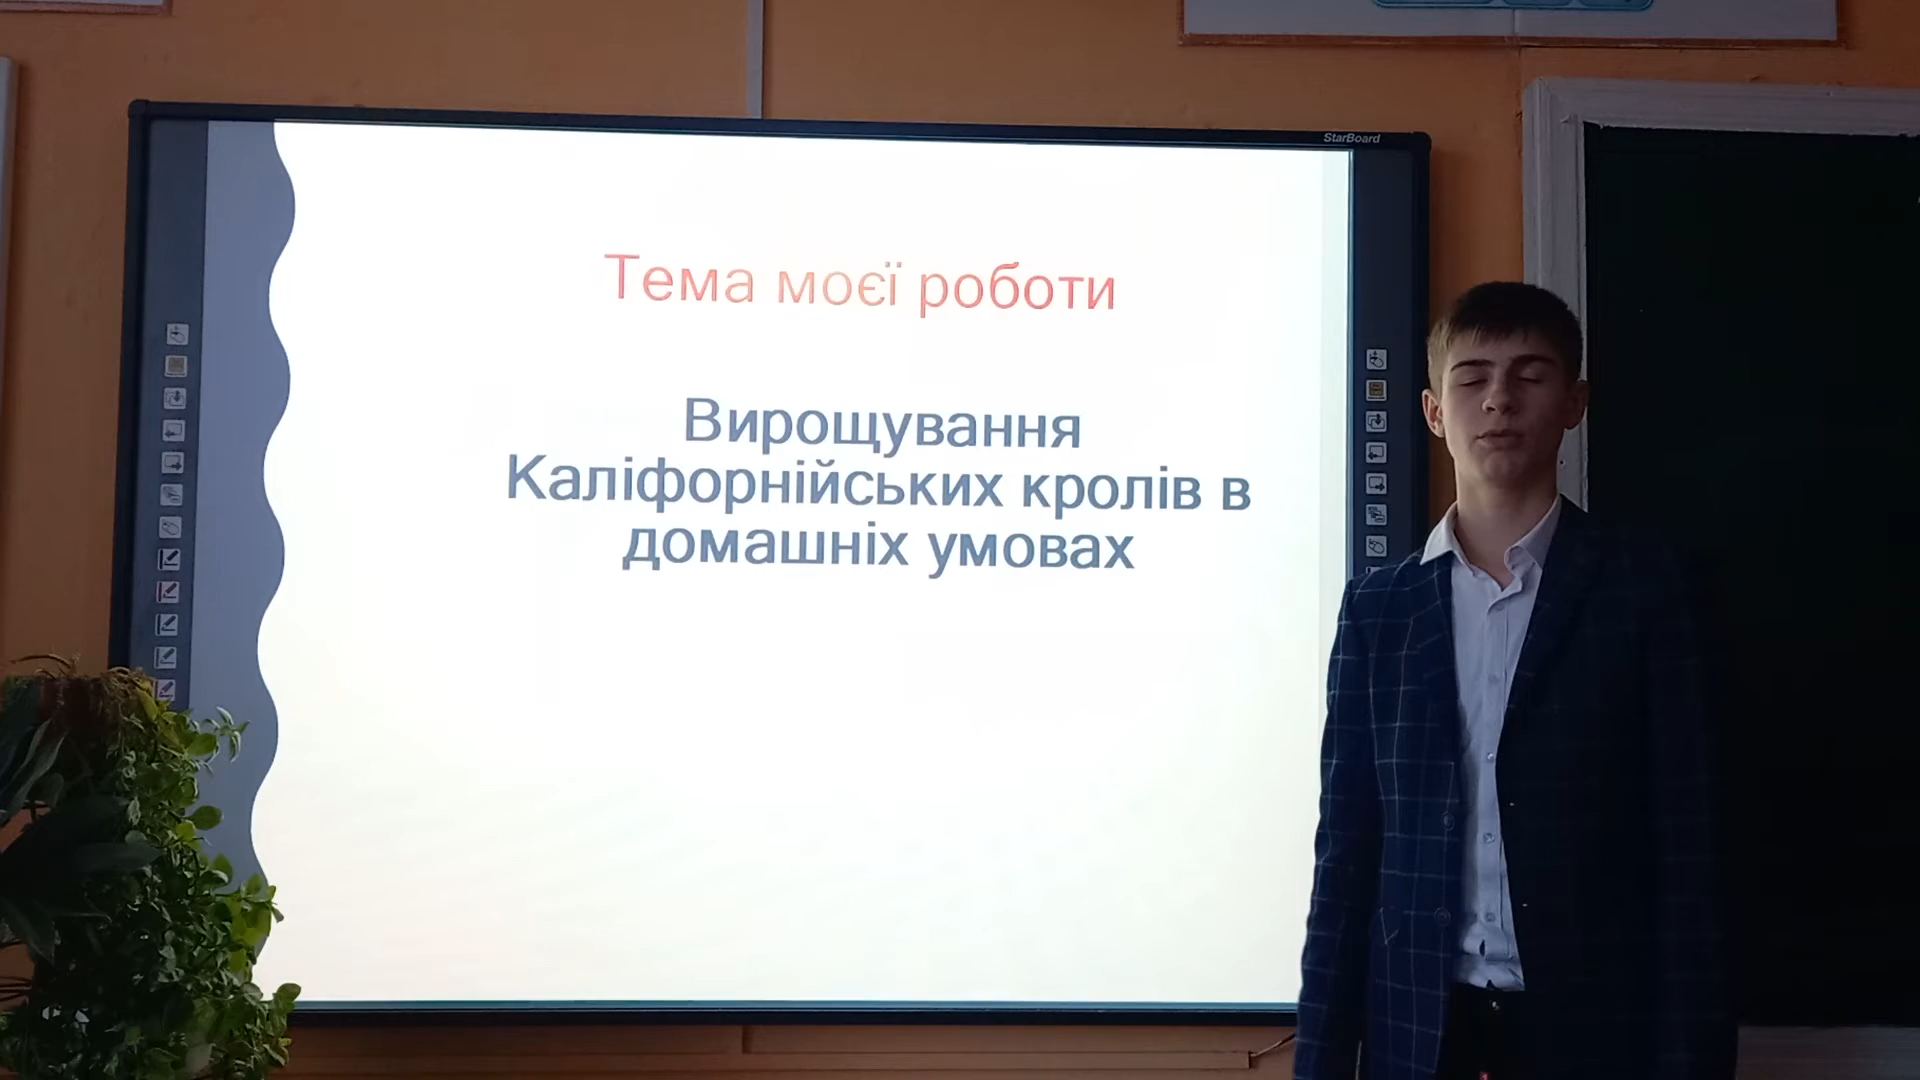 StarBoard
Тема моєї роботи
Вирощування
Каліфорнійських кролів в
домашніх умовах